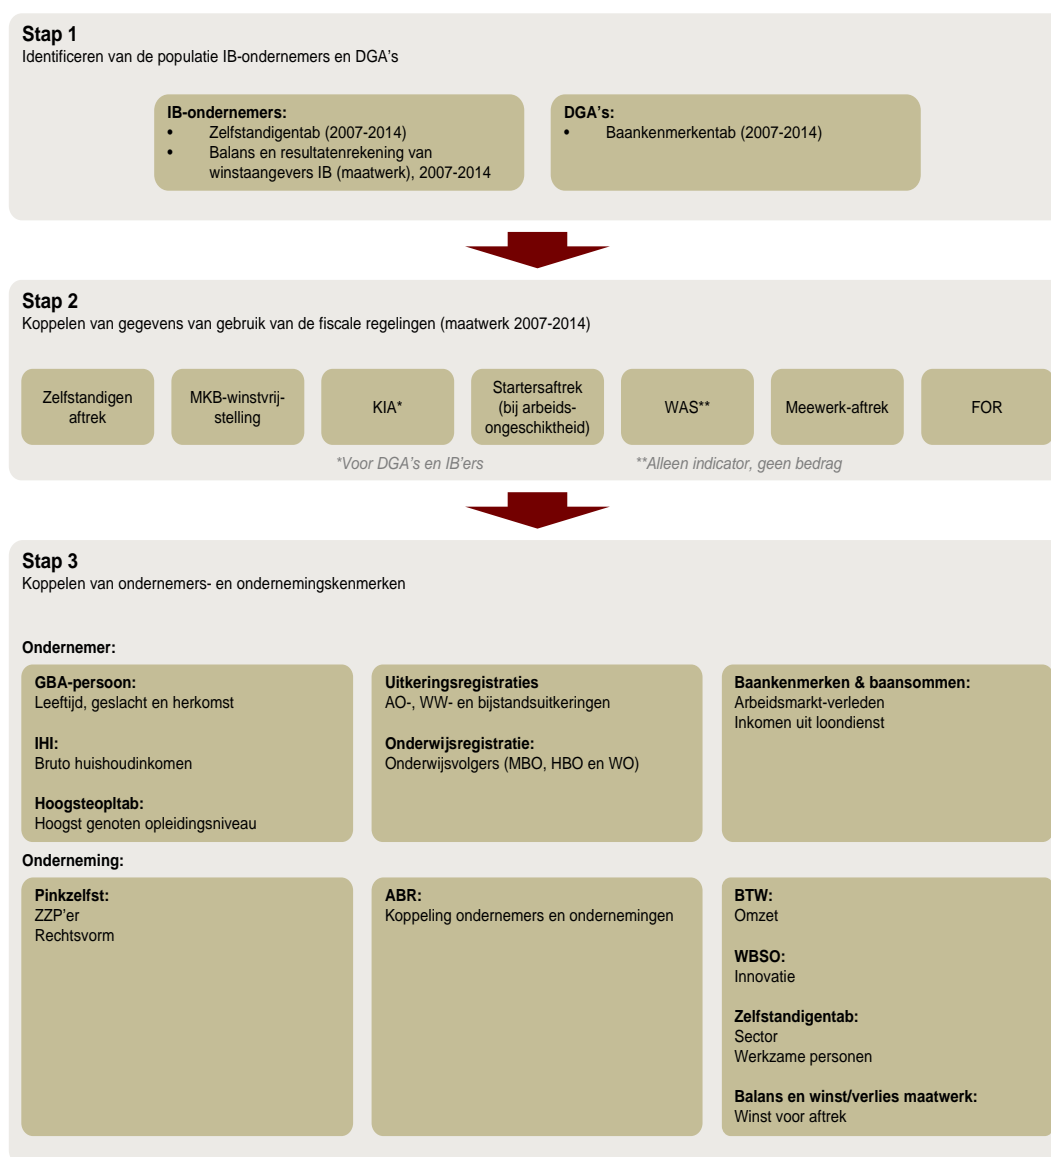 Stap 1
Identificeren van de populatie IB-ondernemers en DGA's
IB-ondernemers:
• Zelfstandigentab (2007-2014)
• Balans en resultatenrekening van
winstaangevers IB (maatwerk), 2007-2014
DGA's:
• Baankenmerkentab (2007-2014)
Stap 2
Koppelen van gegevens van gebruik van de fiscale regelingen (maatwerk 2007-2014)
Zelfstandigen
aftrek
MKB-winstvrij-
stelling
KIA*
Startersaftrek
(bij arbeids-
ongeschiktheid)
WAS**
Meewerk-aftrek
FOR
*Voor DGA's en IB'ers
**Alleen indicator, geen bedrag
Stap 3
Koppelen van ondernemers- en ondernemingskenmerken
Ondernemer:
GBA-persoon:
Leeftijd, geslacht en herkomst
IHI:
Bruto huishoudinkomen
Hoogsteopltab:
Hoogst genoten opleidingsniveau
Uitkeringsregistraties
AO-, WW- en bijstandsuitkeringen
Onderwijsregistratie:
Onderwijsvolgers (MBO, HBO en WO)
Baankenmerken & baansommen:
Arbeidsmarkt-verleden
Inkomen uit loondienst
Onderneming:
Pinkzelfst:
ZZP'er
Rechtsvorm
ABR:
Koppeling ondernemers en ondernemingen
BTW:
Omzet
WBSO:
Innovatie
Zelfstandigentab:
Sector
Werkzame personen
Balans en winst/verlies maatwerk:
Winst voor aftrek